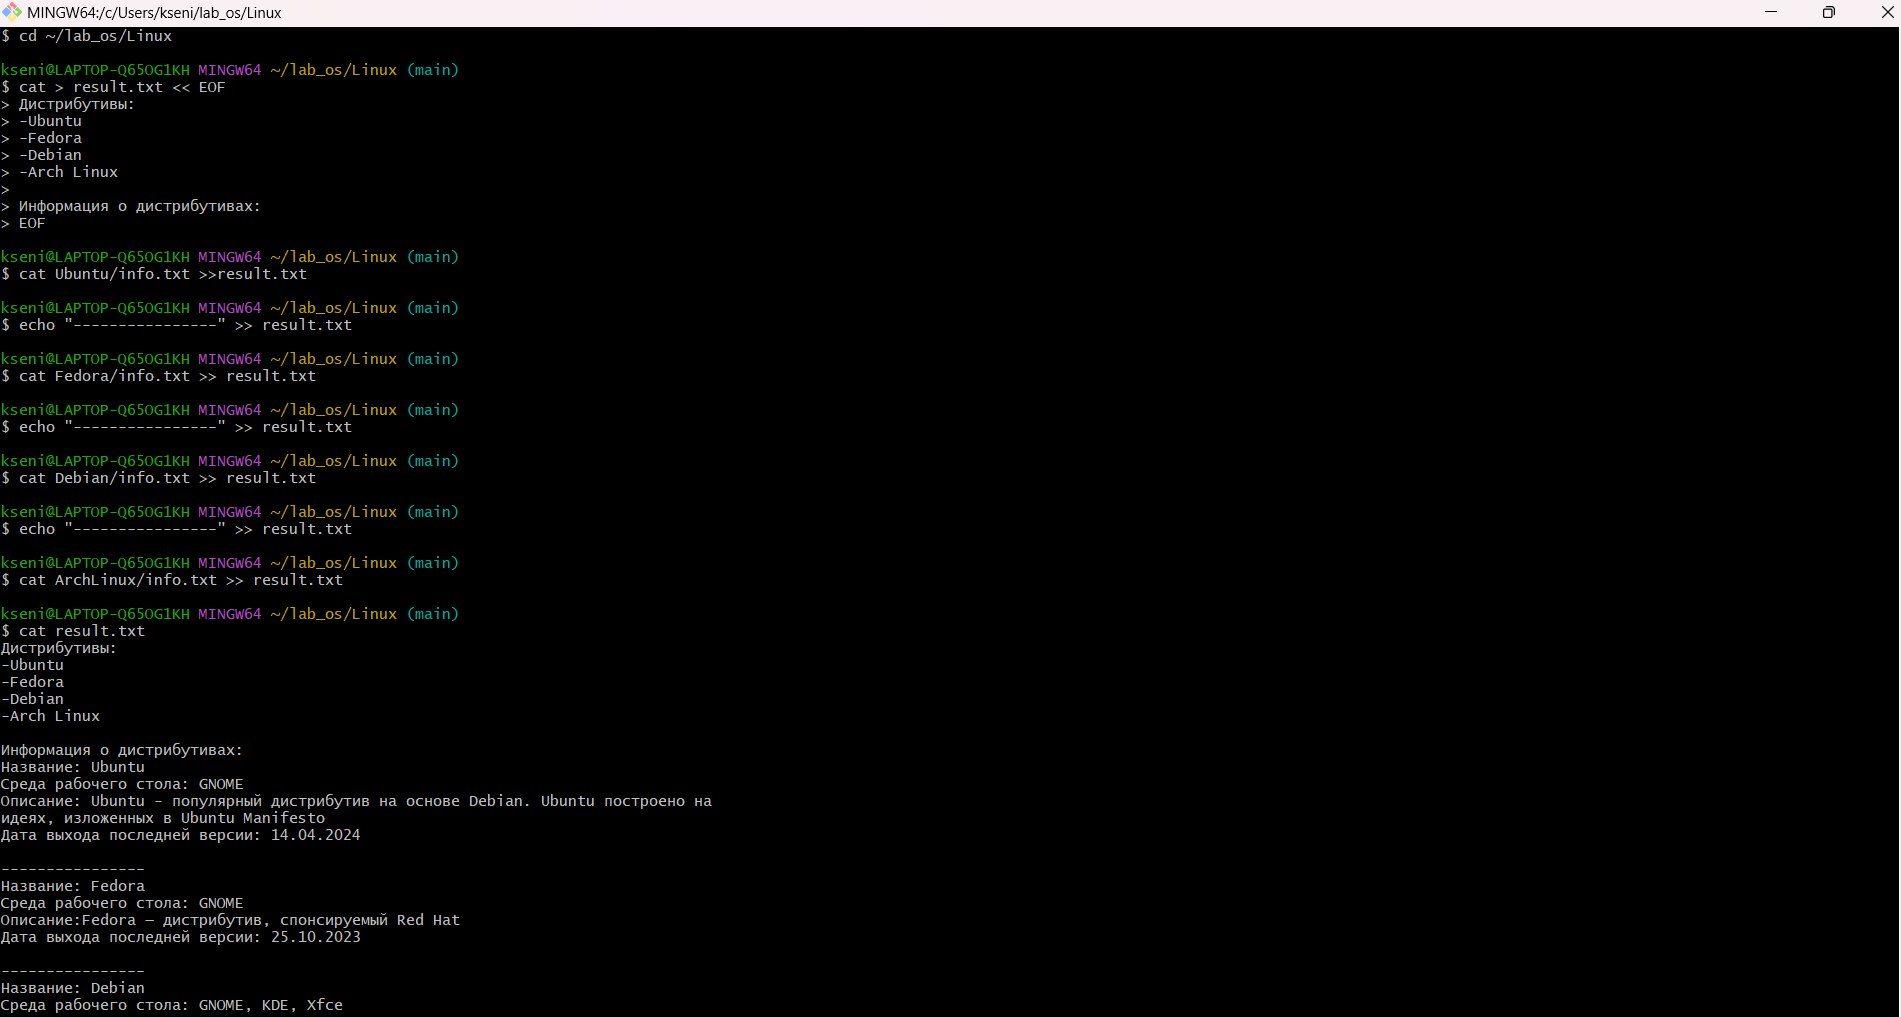 MINGW64:/c/Users/kseni/lab_os/Linux
$ cd ~/lab_os/Linux
kseni@LAPTOP-Q65OG1KH MINGW64 ~/lab_os/Linux (main)
$ cat > result.txt << EOF
> Дистрибутивы:
> -Ubuntu
> -Fedora
> -Debian
> -Arch Linux
>
> Информация о дистрибутивах:
> EOF
kseni@LAPTOP-Q65OG1KH MINGW64 ~/lab_os/Linux (main)
$ cat Ubuntu/info.txt >>result.txt
kseni@LAPTOP-Q65OG1KH MINGW64 ~/lab_os/Linux (main)
$ echo "----------------" >> result.txt
kseni@LAPTOP-Q65OG1KH MINGW64 ~/lab_os/Linux (main)
$ cat Fedora/info.txt >> result.txt
kseni@LAPTOP-Q65OG1KH MINGW64 ~/lab_os/Linux (main)
$ echo "----------------" >> result.txt
kseni@LAPTOP-Q65OG1KH MINGW64 ~/lab_os/Linux (main)
$ cat Debian/info.txt >> result.txt
kseni@LAPTOP-Q65OG1KH MINGW64 ~/lab_os/Linux (main)
$ echo "----------------" >> result.txt
kseni@LAPTOP-Q65OG1KH MINGW64 ~/lab_os/Linux (main)
$ cat ArchLinux/info.txt >> result.txt
kseni@LAPTOP-Q65OG1KH MINGW64 ~/lab_os/Linux (main)
$ cat result.txt
Дистрибутивы:
-Ubuntu
-Fedora
-Debian
-Arch Linux
Информация о дистрибутивах:
Название: Ubuntu
Среда рабочего стола: GNOME
Описание: Ubuntu - популярный дистрибутив на основе Debian. Ubuntu построено на
идеях, изложенных в Ubuntu Manifesto
Дата выхода последней версии: 14.04.2024
----------------
Название: Fedora
Среда рабочего стола: GNOME
Описание:Fedora — дистрибутив, спонсируемый Red Hat
Дата выхода последней версии: 25.10.2023
----------------
Название: Debian
Среда рабочего стола: GNOME, KDE, Xfce